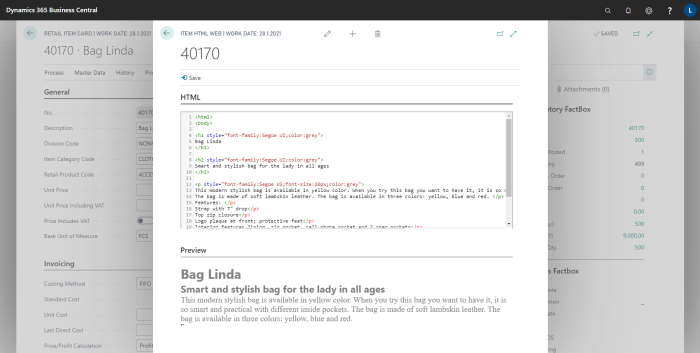 Dynamics 365 Business Central
L
RETAIL ITEM CARD | WORK DATE: 28.1.2021
SAVED
40170 · Bag Linda
Process Master Data History
General
No. 40170
Description Bag L
Division Code NONF
Item Category Code CLOTH
Retail Product Code ACCES
Unit Price
Unit Price Including VAT
Price Includes VAT
Base Unit of Measure PCS
Invoicing
Costing Method FIFO
Standard Cost
Unit Cost
Last Direct Cost
Price/Profit Calculation Profit
ITEM HTML WEB | WORK DATE: 28.1.2021
40170
Save
HTML
1 <html>
2 <body>
3
4 <h1 style="font-family:Segoe UI;color:grey">
5 Bag Linda
6 </h1>
7
8 <h2 style="font-family:Segoe UI;color:grey">
9 Smart and stylish bag for the lady in all ages
10 </h2>
11
12 <p style="font-family:Segoe US;font-size:20px;color:grey">
13 This modern stylish bag is available in yellow color. When you try this bag you want to have it, it is so
14 The bag is made of soft lambskin leather. The bag is available in three colors: yellow, blue and red. </p>
15 Features: </p>
16 Strap with 7" drop</p>
17 Top zip closure</p>
18 Logo plaque at front; protective feet</p>
Preview
Bag Linda
Smart and stylish bag for the lady in all ages
This modern stylish bag is available in yellow color. When you try this bag you want to have it, it is
so smart and practical with different inside pockets. The bag is made of soft lambskin leather. The
bag is available in three colors: yellow, blue and red.
Attachments (0)
tory FactBox
40170
500
Posted 1
ry 499
Order 0
Order 0
0
0.00
500
5.000,00
Qty. 500
s Factbox
ode